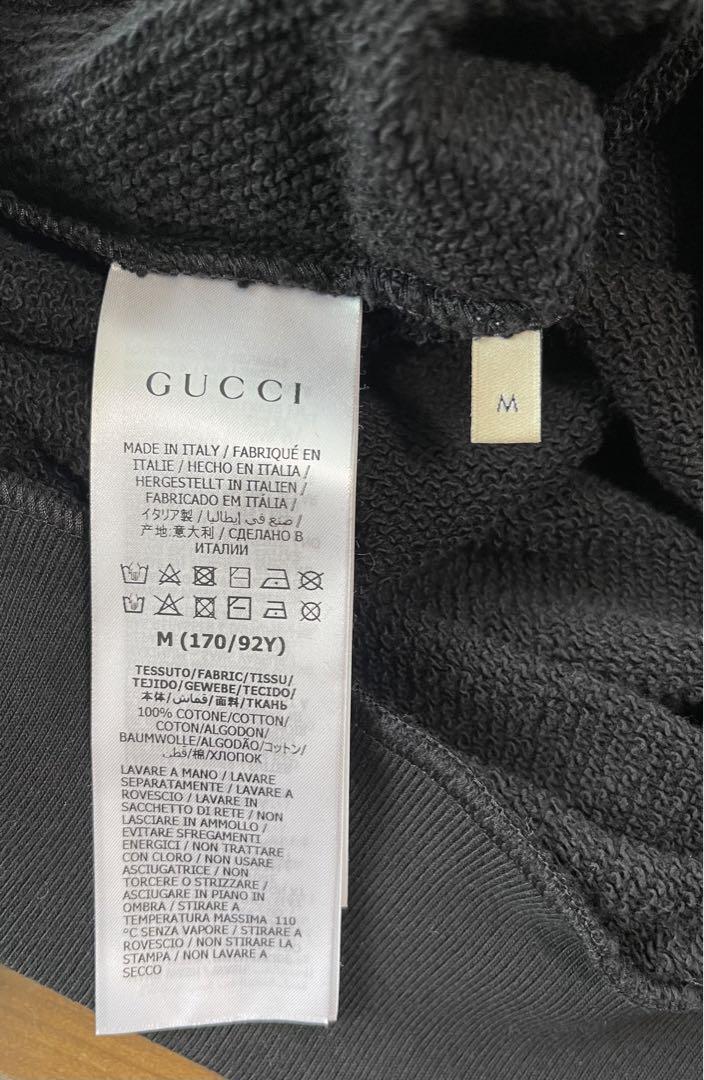 GUCCI
MADE IN ITALY / FABRIQUÉ EN
ITALIE / HECHO EN ITALIA /
HERGESTELLT IN ITALIEN /
FABRICADO EM ITÁLIA /
イタリア製 / صنع في إيطاليا /
产地:意大利 / СДЕЛАНО В
ИТАЛИИ
M (170/92Y)
TESSUTO/FABRIC/TISSU/
TEJIDO/GEWEBE/TECIDO/
本体/قماش/面料/ТКАНЬ
100% COTONE/COTTON/
COTON/ALGODON/
BAUMWOLLE/ALGODÃO/コットン/
قطن/棉/ХЛОПОК
LAVARE A MANO / LAVARE
SEPARATAMENTE / LAVARE A
ROVESCIO / LAVARE IN
SACCHETTO DI RETE / NON
LASCIARE IN AMMOLLO /
EVITARE SFREGAMENTI
ENERGICI / NON TRATTARE
CON CLORO / NON USARE
ASCIUGATRICE / NON
TORCERE O STRIZZARE /
ASCIUGARE IN PIANO IN
OMBRA / STIRARE A
TEMPERATURA MASSIMA 110
°C SENZA VAPORE / STIRARE A
ROVESCIO / NON STIRARE LA
STAMPA / NON LAVARE A
SECCO
M